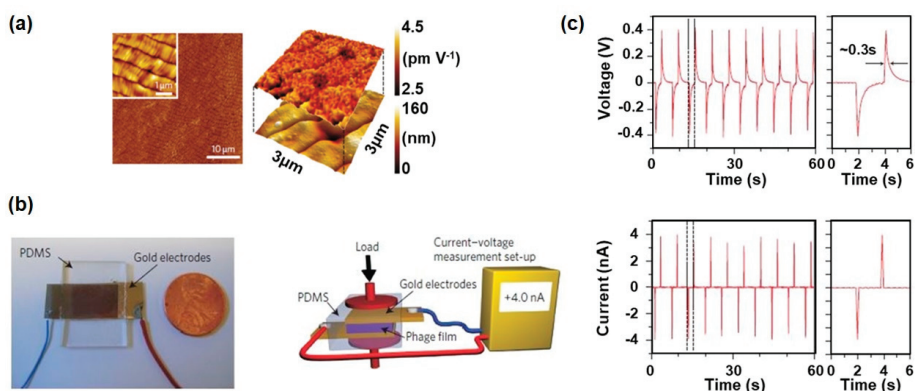 (a)
1μm
10 μm
3μm
3μm
4.5
(pm V⁻¹)
2.5
160
(nm)
0
(b)
PDMS
Gold electrodes
Load
Current–voltage
measurement set-up
Gold electrodes
PDMS
+4.0 nA
Phage film
(c)
Voltage (V)
0.4
0.2
0
-0.2
-0.4
0 30 60
Time (s)
~0.3s
0 2 4 6
Time (s)
Current (nA)
4
2
0
-2
-4
0 30 60
Time (s)
0 2 4 6
Time (s)